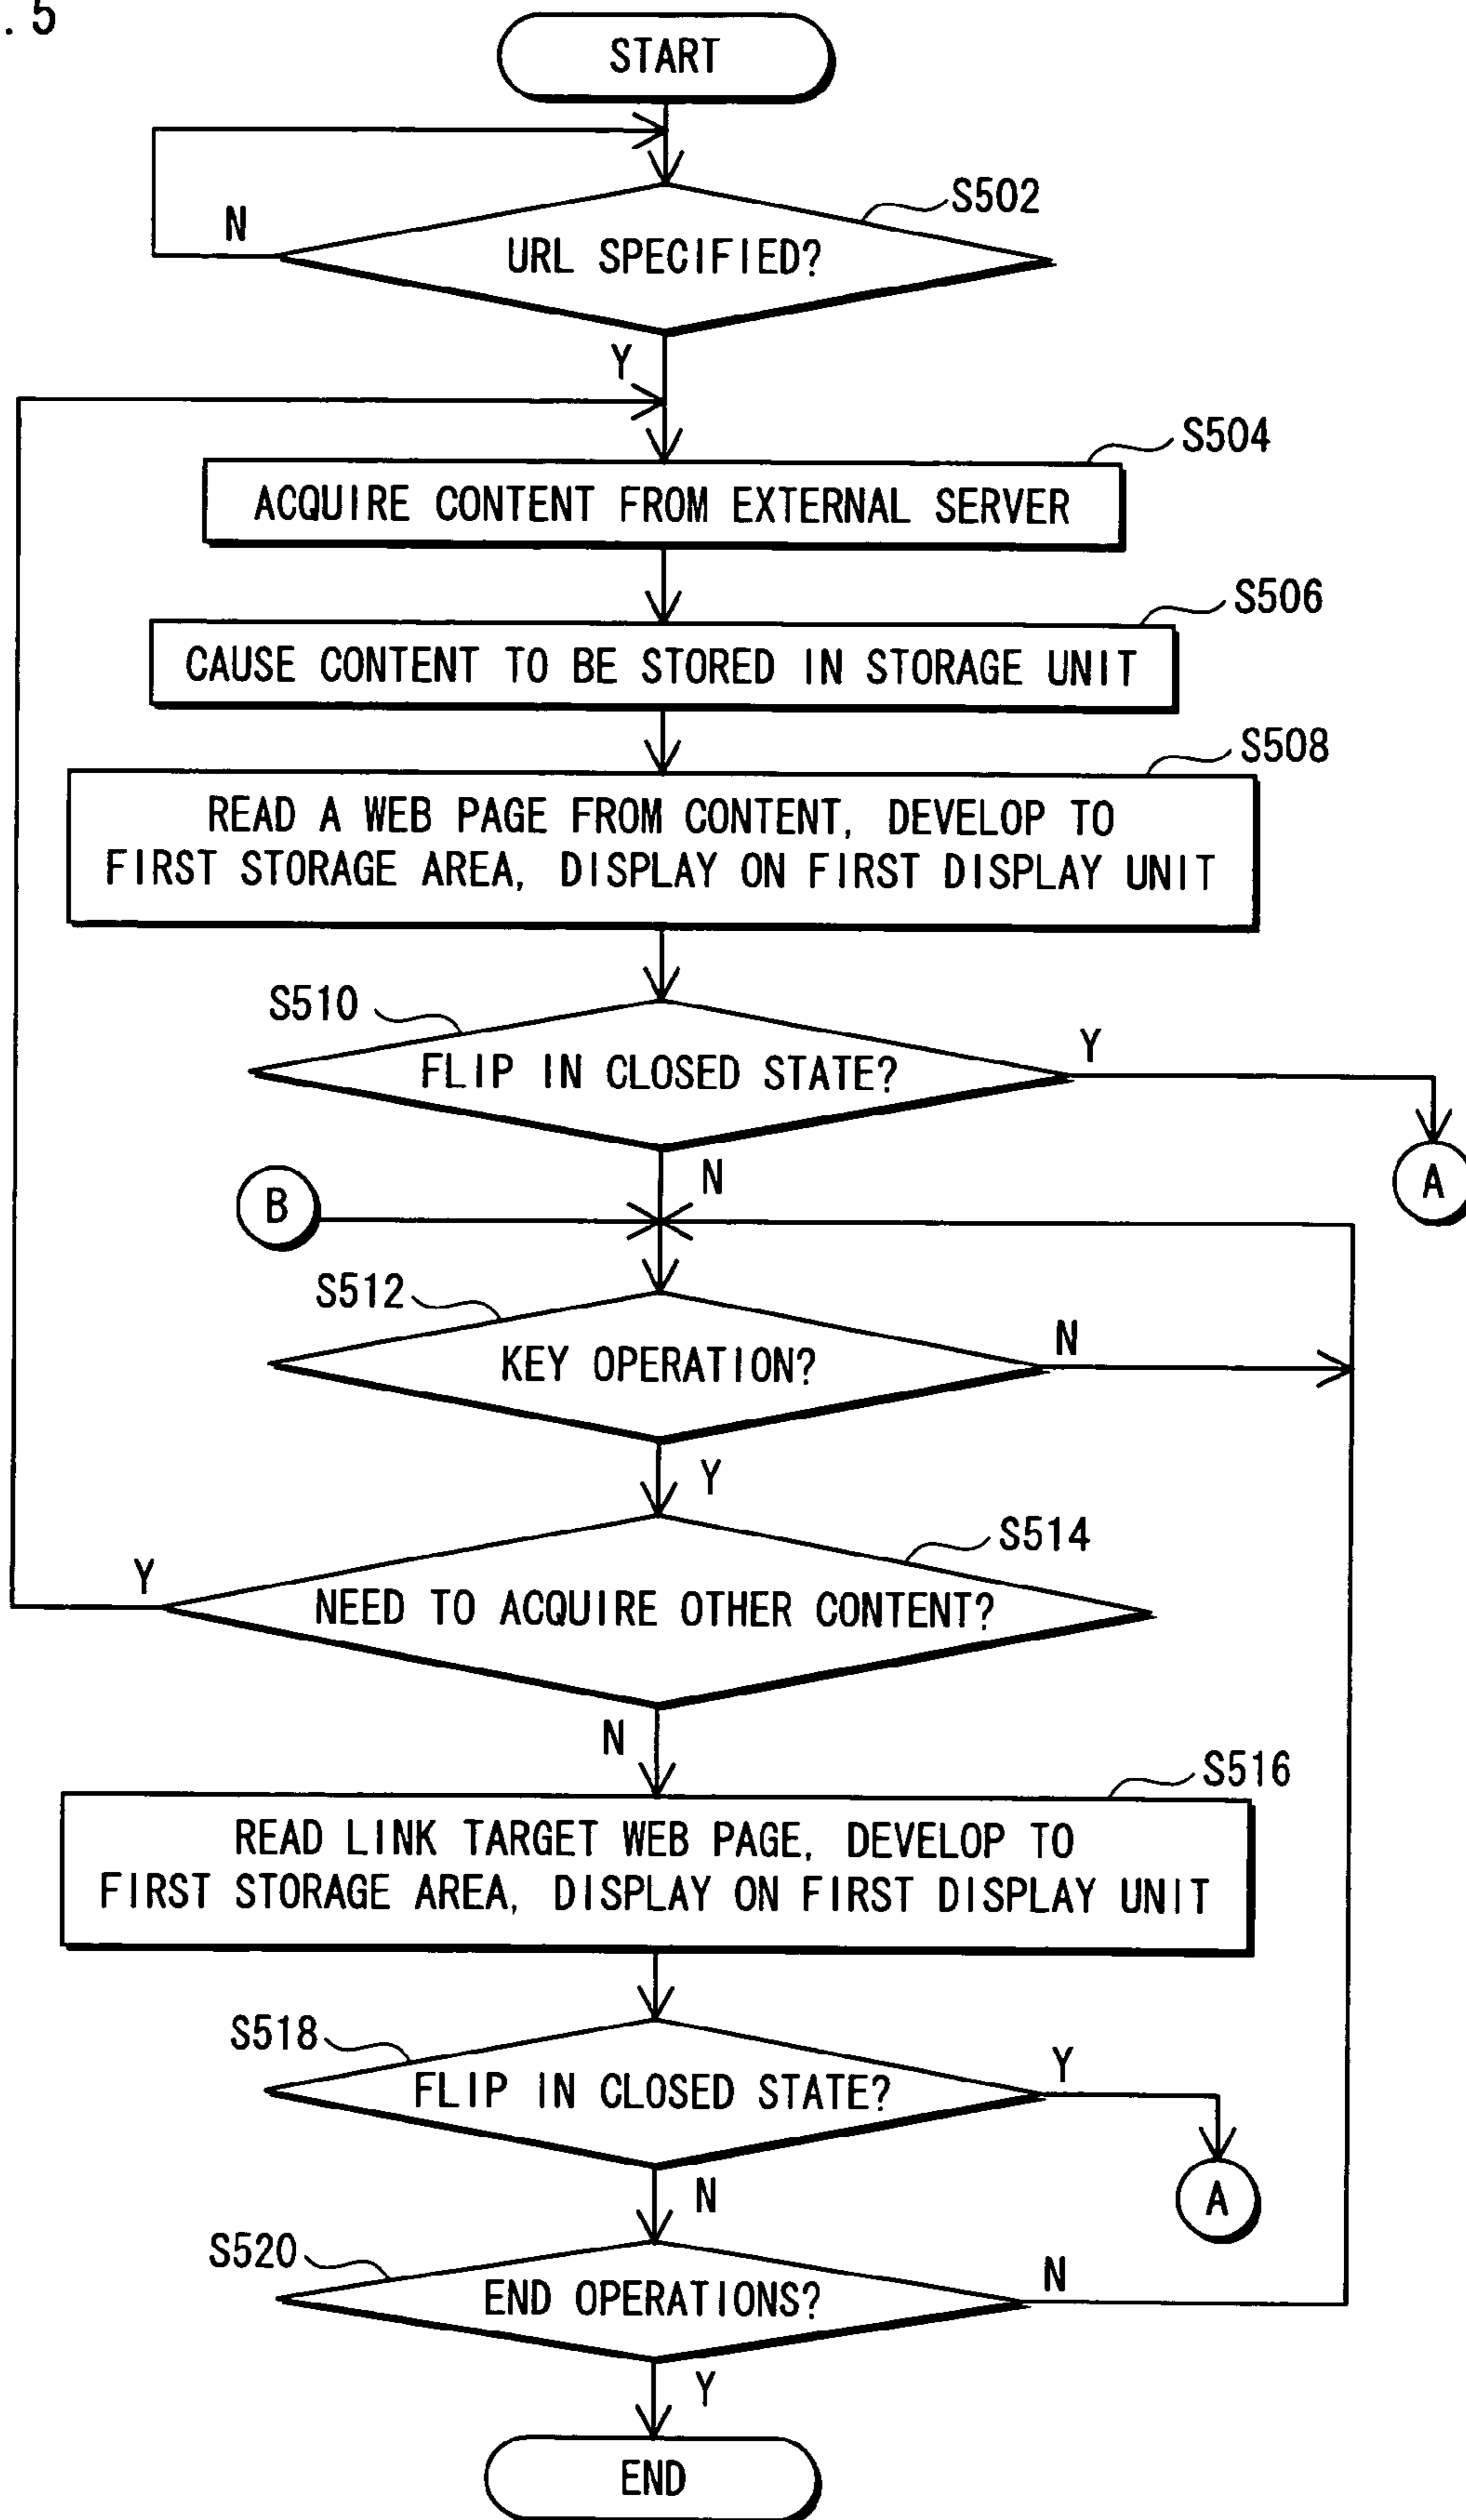 . 5
START
S502
N
URL SPECIFIED?
Y
S504
ACQUIRE CONTENT FROM EXTERNAL SERVER
S506
CAUSE CONTENT TO BE STORED IN STORAGE UNIT
S508
READ A WEB PAGE FROM CONTENT, DEVELOP TO
FIRST STORAGE AREA, DISPLAY ON FIRST DISPLAY UNIT
S510
Y
FLIP IN CLOSED STATE?
A
N
B
S512
N
KEY OPERATION?
Y
S514
Y
NEED TO ACQUIRE OTHER CONTENT?
N
S516
READ LINK TARGET WEB PAGE, DEVELOP TO
FIRST STORAGE AREA, DISPLAY ON FIRST DISPLAY UNIT
S518
Y
FLIP IN CLOSED STATE?
A
N
S520
N
END OPERATIONS?
Y
END